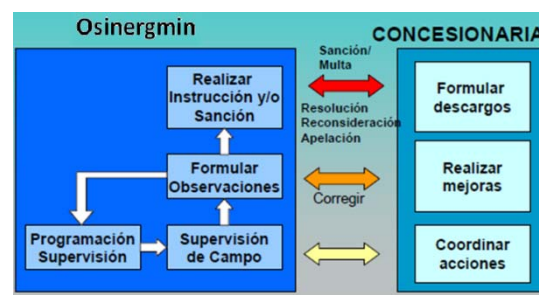 Osinergmin
CONCESIONARIA
Realizar
Instrucción y/o
Sanción
Sanción/
Multa
Resolución
Reconsideración
Apelación
Formular
descargos
Formular
Observaciones
Corregir
Realizar
mejoras
Programación
Supervisión
Supervisión
de Campo
Coordinar
acciones